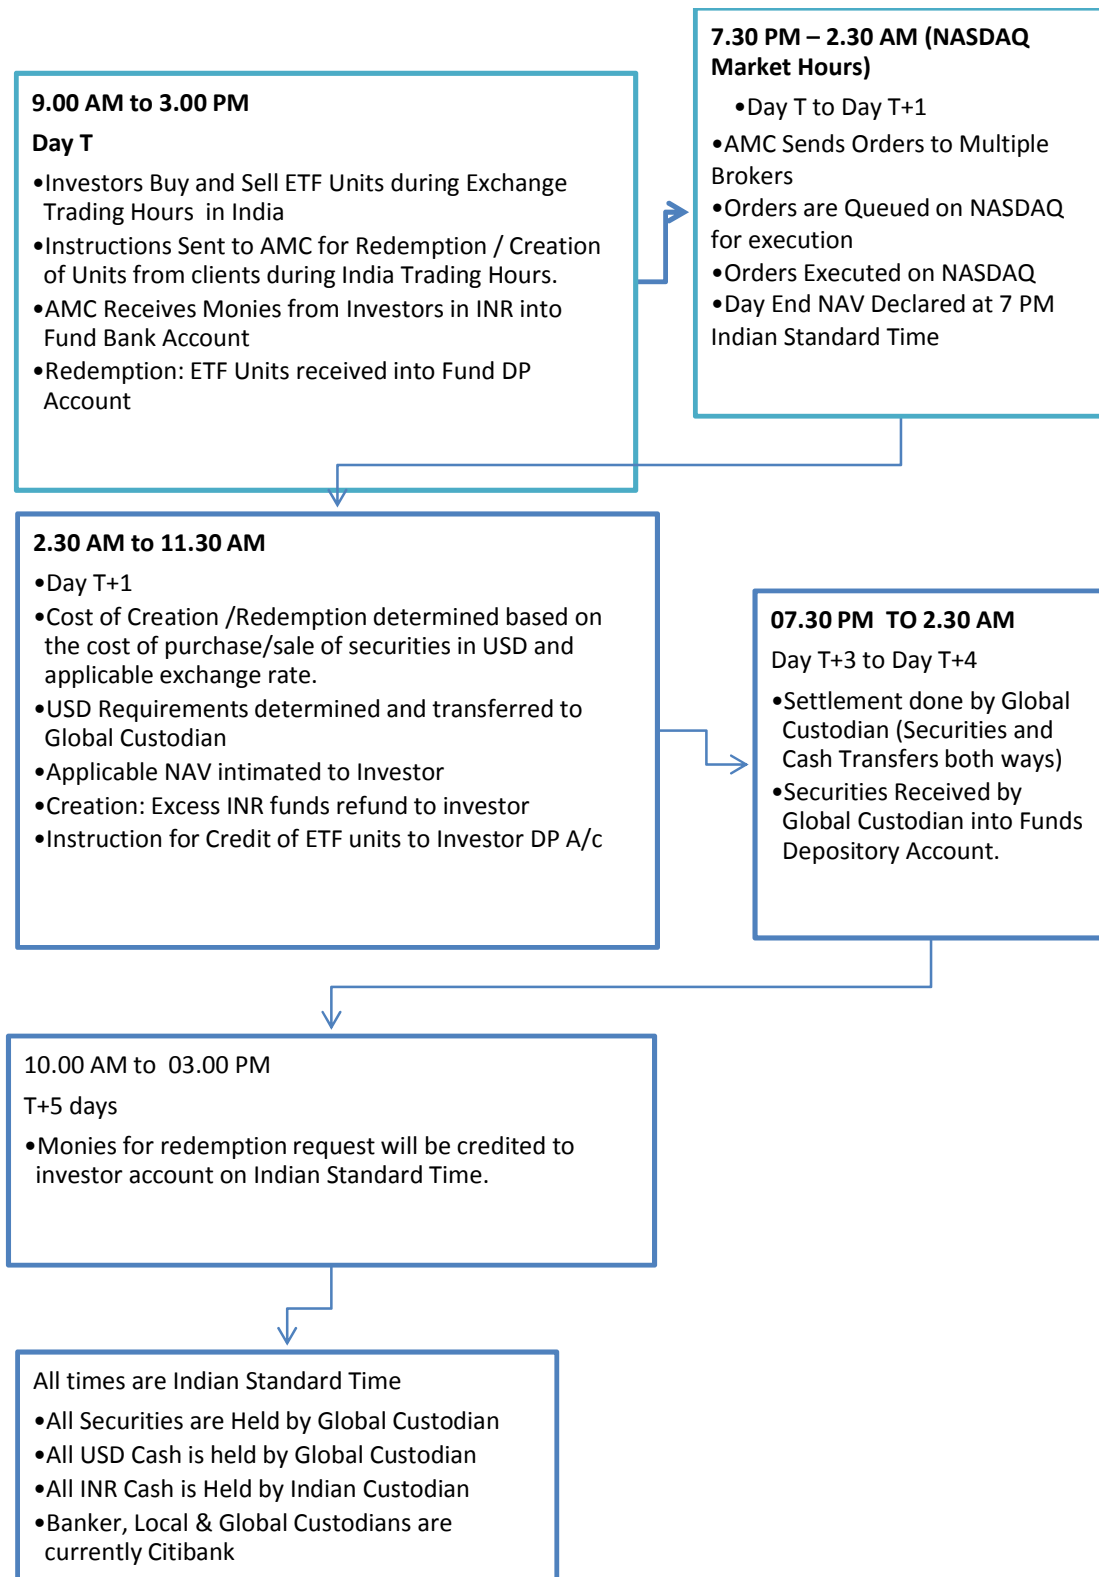 9.00 AM to 3.00 PM
Day T
•Investors Buy and Sell ETF Units during Exchange
Trading Hours in India
•Instructions Sent to AMC for Redemption / Creation
of Units from clients during India Trading Hours.
•AMC Receives Monies from Investors in INR into
Fund Bank Account
•Redemption: ETF Units received into Fund DP
Account
7.30 PM – 2.30 AM (NASDAQ
Market Hours)
•Day T to Day T+1
•AMC Sends Orders to Multiple
Brokers
•Orders are Queued on NASDAQ
for execution
•Orders Executed on NASDAQ
•Day End NAV Declared at 7 PM
Indian Standard Time
2.30 AM to 11.30 AM
•Day T+1
•Cost of Creation /Redemption determined based on
the cost of purchase/sale of securities in USD and
applicable exchange rate.
•USD Requirements determined and transferred to
Global Custodian
•Applicable NAV intimated to Investor
•Creation: Excess INR funds refund to investor
•Instruction for Credit of ETF units to Investor DP A/c
07.30 PM TO 2.30 AM
Day T+3 to Day T+4
•Settlement done by Global
Custodian (Securities and
Cash Transfers both ways)
•Securities Received by
Global Custodian into Funds
Depository Account.
10.00 AM to 03.00 PM
T+5 days
•Monies for redemption request will be credited to
investor account on Indian Standard Time.
All times are Indian Standard Time
•All Securities are Held by Global Custodian
•All USD Cash is held by Global Custodian
•All INR Cash is Held by Indian Custodian
•Banker, Local & Global Custodians are
currently Citibank